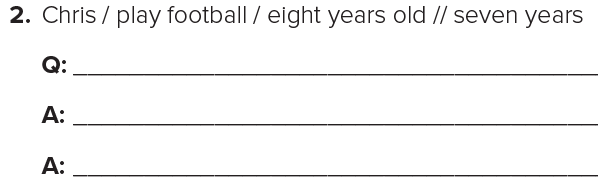 2. Chris / play football / eight years old // seven years
Q:
A:
A: